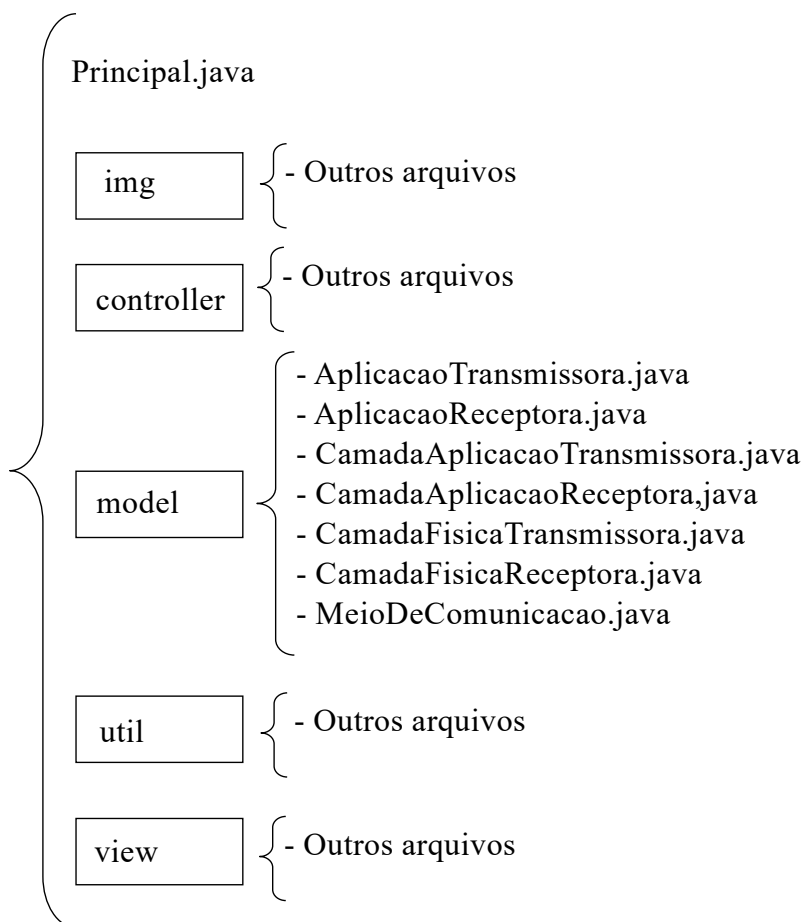 Principal.java
img
- Outros arquivos
controller
- Outros arquivos
model
- AplicacaoTransmissora.java
- AplicacaoReceptora.java
- CamadaAplicacaoTransmissora.java
- CamadaAplicacaoReceptora,java
- CamadaFisicaTransmissora.java
- CamadaFisicaReceptora.java
- MeioDeComunicacao.java
util
- Outros arquivos
view
- Outros arquivos